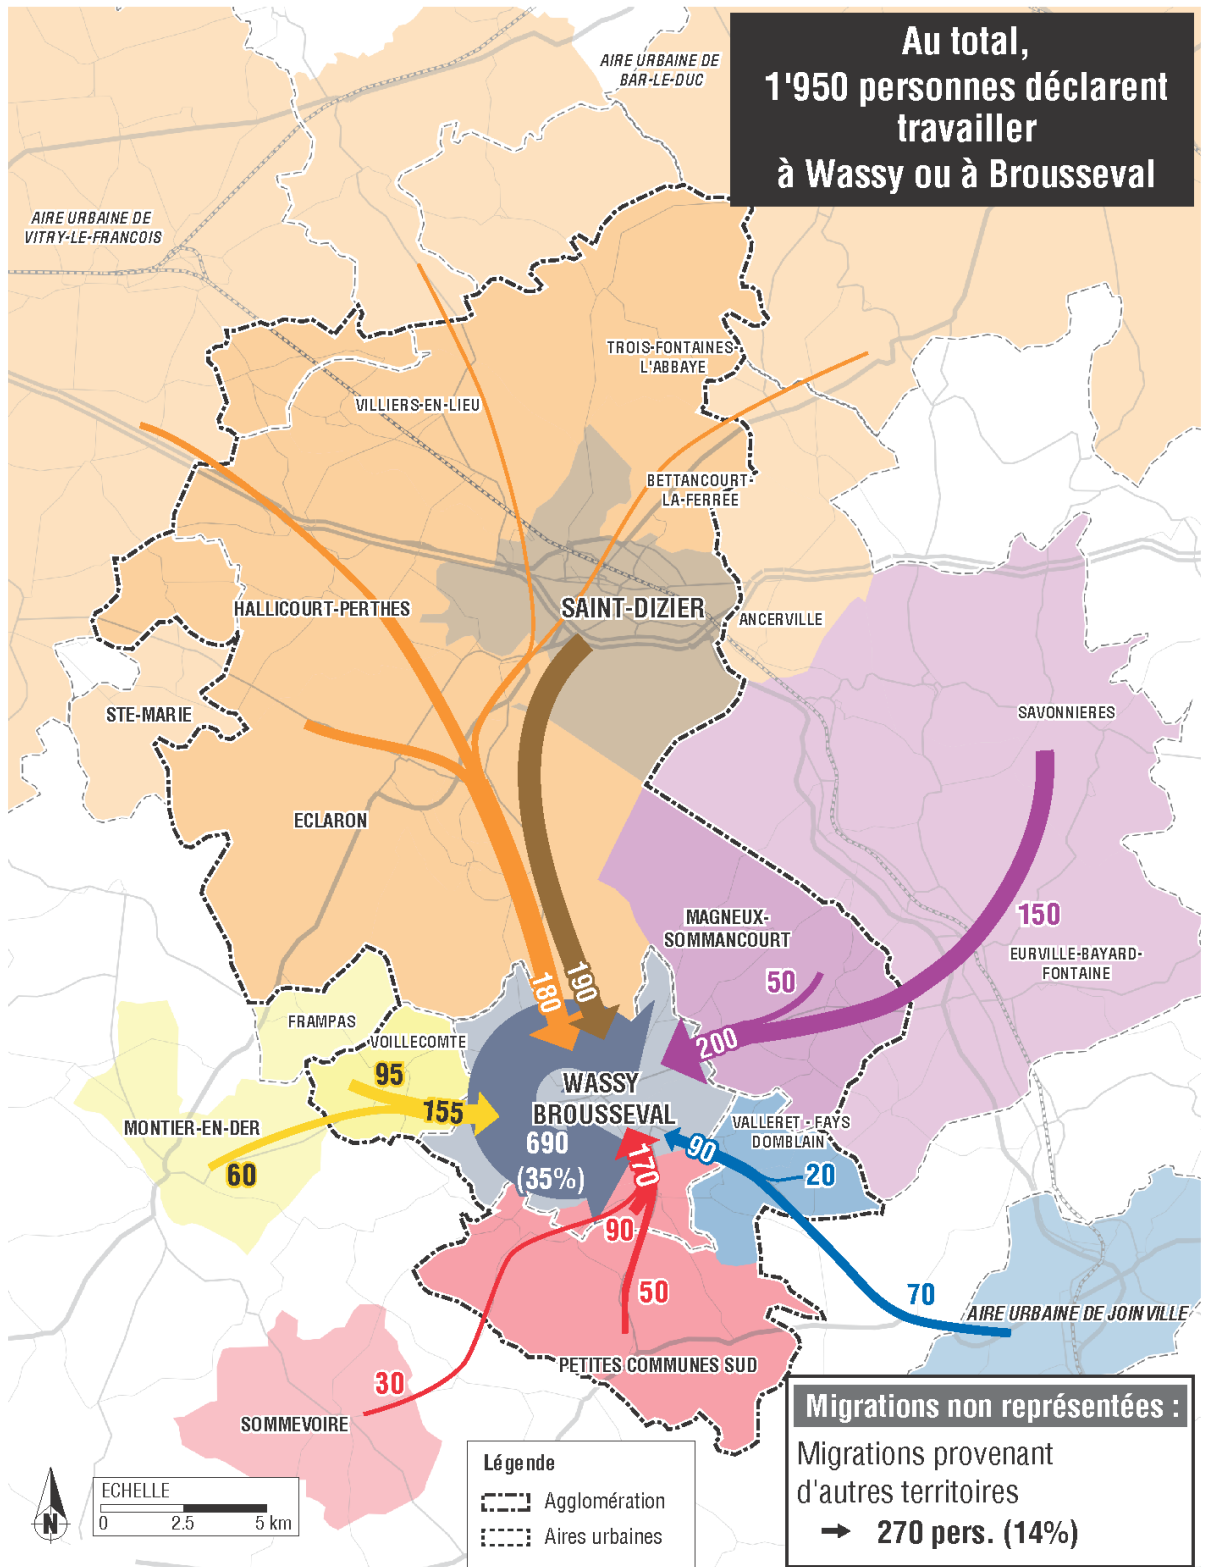 Au total,
1'950 personnes déclarent
travailler
à Wassy ou à Brousseval
AIRE URBAINE DE
BAR-LE-DUC
AIRE URBAINE DE
VITRY-LE-FRANCOIS
TROIS-FONTAINES-
L'ABBAYE
VILLIERS-EN-LIEU
BETTANCOURT-
LA-FERREE
HALLICOURT-PERTHES
SAINT-DIZIER
ANCERVILLE
STE-MARIE
SAVONNIERES
ECLARON
MAGNEUX-
SOMMANCOURT
150
EURVILLE-BAYARD-
FONTAINE
50
180
190
200
FRAMPAS
VOILLECOMTE
95
155
WASSY
BROUSSEVAL
690
(35%)
MONTIER-EN-DER
60
VALLERET - FAYS
DOMBLAIN
90
20
170
90
50
70
AIRE URBAINE DE JOINVILLE
PETITES COMMUNES SUD
30
SOMMEVOIRE
Migrations non représentées :
Migrations provenant
d'autres territoires
➞ 270 pers. (14%)
Légende
Agglomération
Aires urbaines
N
ECHELLE
0 2.5 5 km